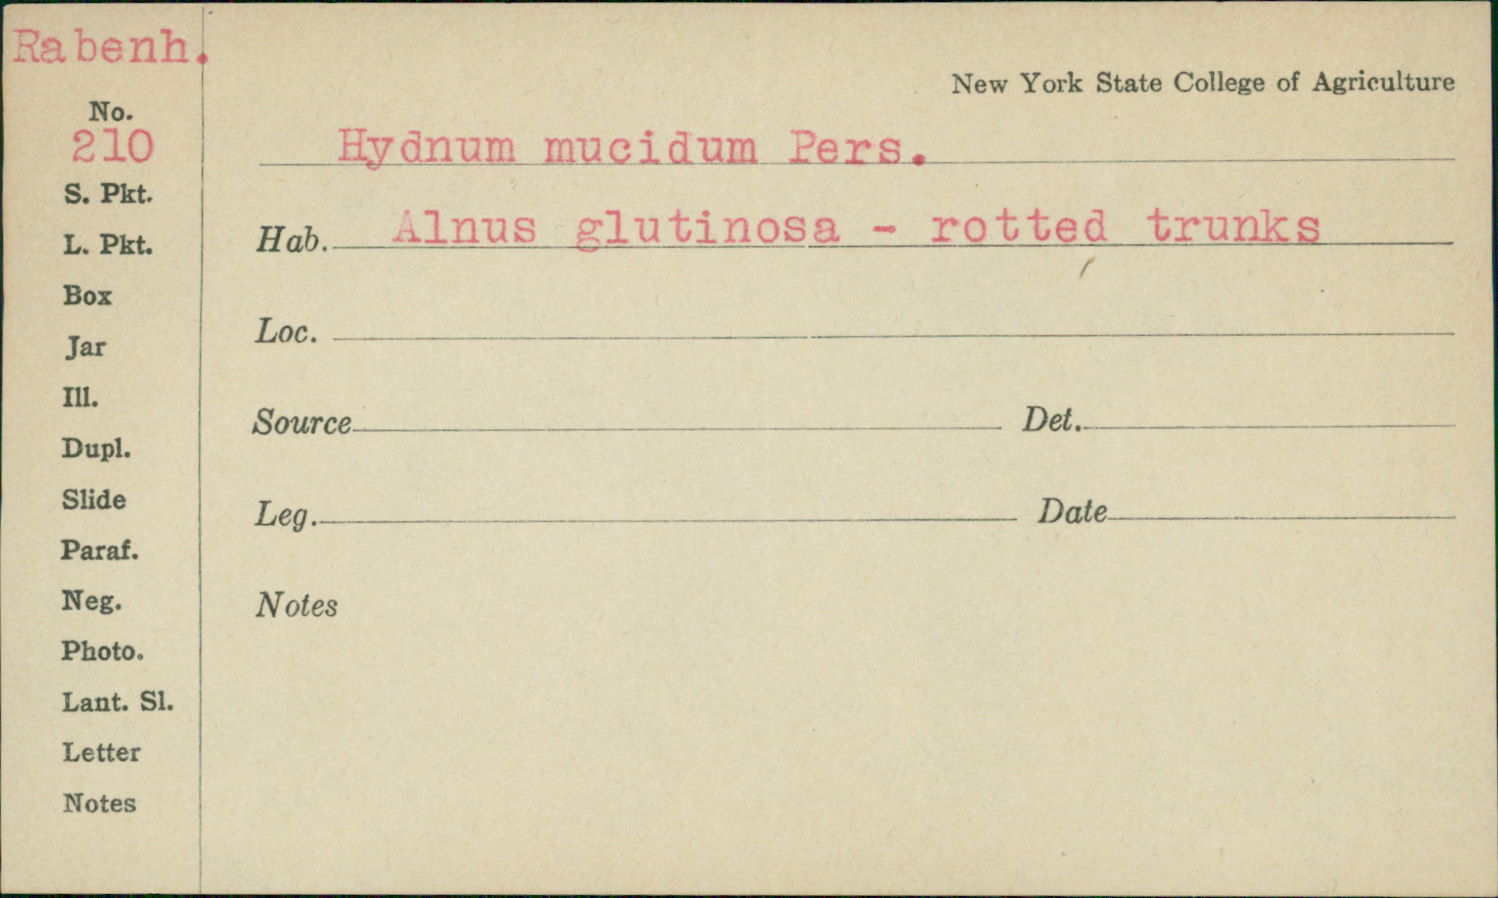 Rabenh.
New York State College of Agriculture
No.
210
Hydnum mucidum Pers.
S. Pkt.
L. Pkt.
Hab. Alnus glutinosa - rotted trunks
Box
Jar
Loc.
Ill.
Dupl.
Source Det.
Slide
Leg. Date
Paraf.
Neg.
Notes
Photo.
Lant. Sl.
Letter
Notes